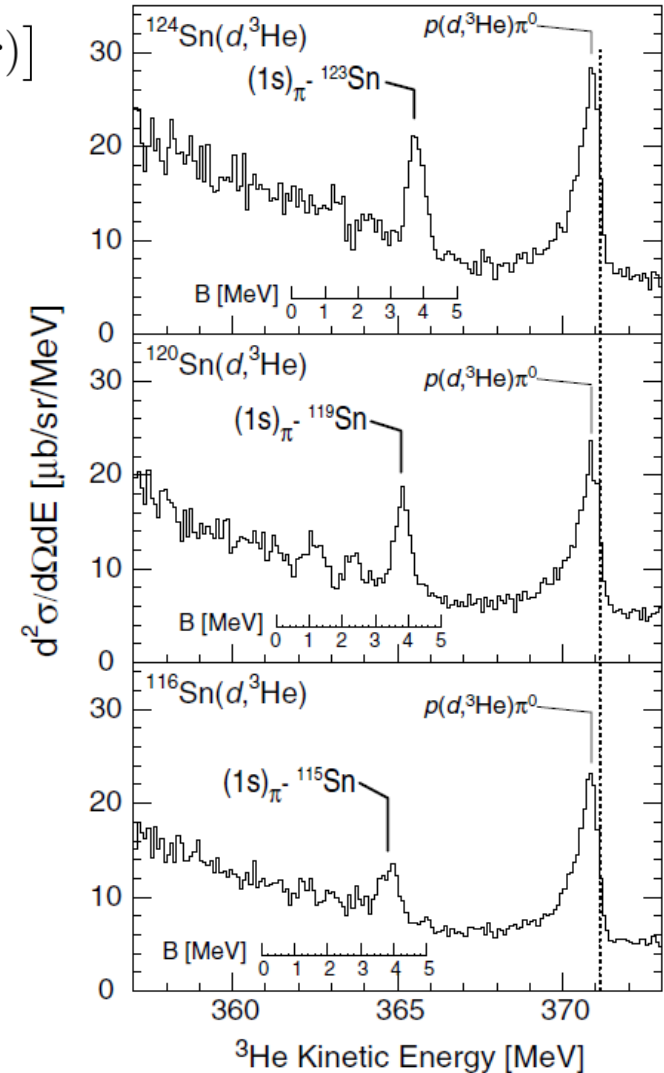 ·)]
¹²⁴Sn(d,³He)
p(d,³He)π⁰
(1s)π- ¹²³Sn
30
20
10
0
B [MeV]
0 1 2 3 4 5
¹²⁰Sn(d,³He)
p(d,³He)π⁰
(1s)π- ¹¹⁹Sn
30
20
10
0
B [MeV]
0 1 2 3 4 5
¹¹⁶Sn(d,³He)
p(d,³He)π⁰
(1s)π- ¹¹⁵Sn
30
20
10
0
B [MeV]
0 1 2 3 4 5
360 365 370
³He Kinetic Energy [MeV]
d²σ/dΩdE [μb/sr/MeV]